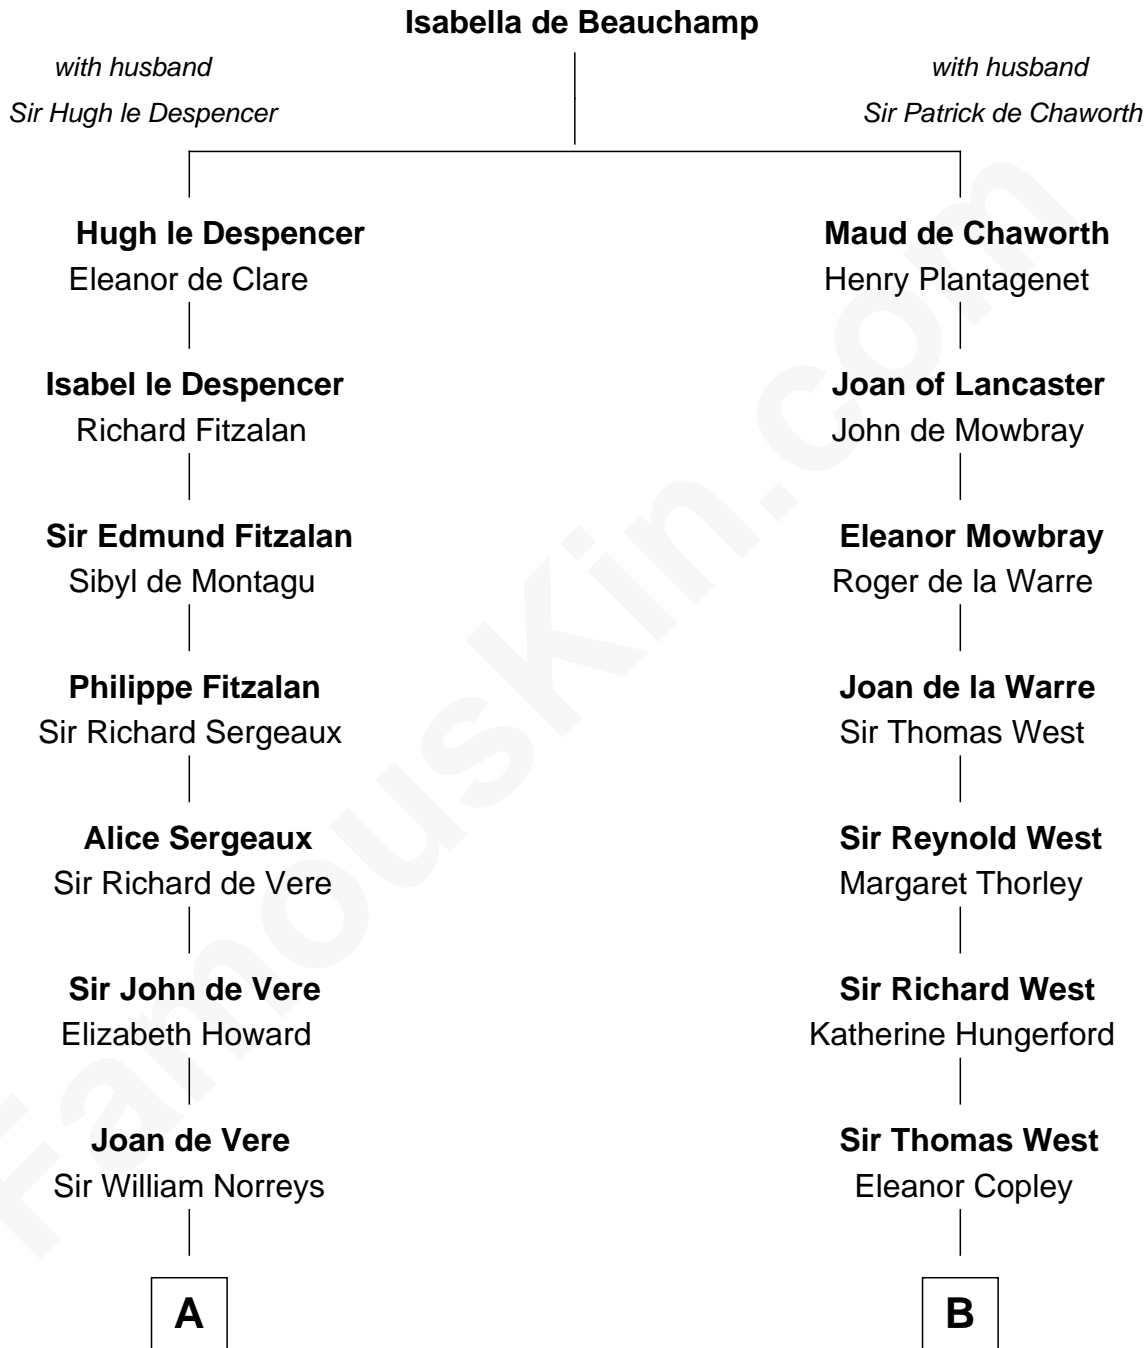 Isabella de Beauchamp
with husband
Sir Hugh le Despencer
with husband
Sir Patrick de Chaworth
Hugh le Despencer
Eleanor de Clare
Maud de Chaworth
Henry Plantagenet
Isabel le Despencer
Richard Fitzalan
Joan of Lancaster
John de Mowbray
Sir Edmund Fitzalan
Sibyl de Montagu
Eleanor Mowbray
Roger de la Warre
Philippe Fitzalan
Sir Richard Sergeaux
Joan de la Warre
Sir Thomas West
Alice Sergeaux
Sir Richard de Vere
Sir Reynold West
Margaret Thorley
Sir John de Vere
Elizabeth Howard
Sir Richard West
Katherine Hungerford
Joan de Vere
Sir William Norreys
Sir Thomas West
Eleanor Copley
A
B
FamousKin.com